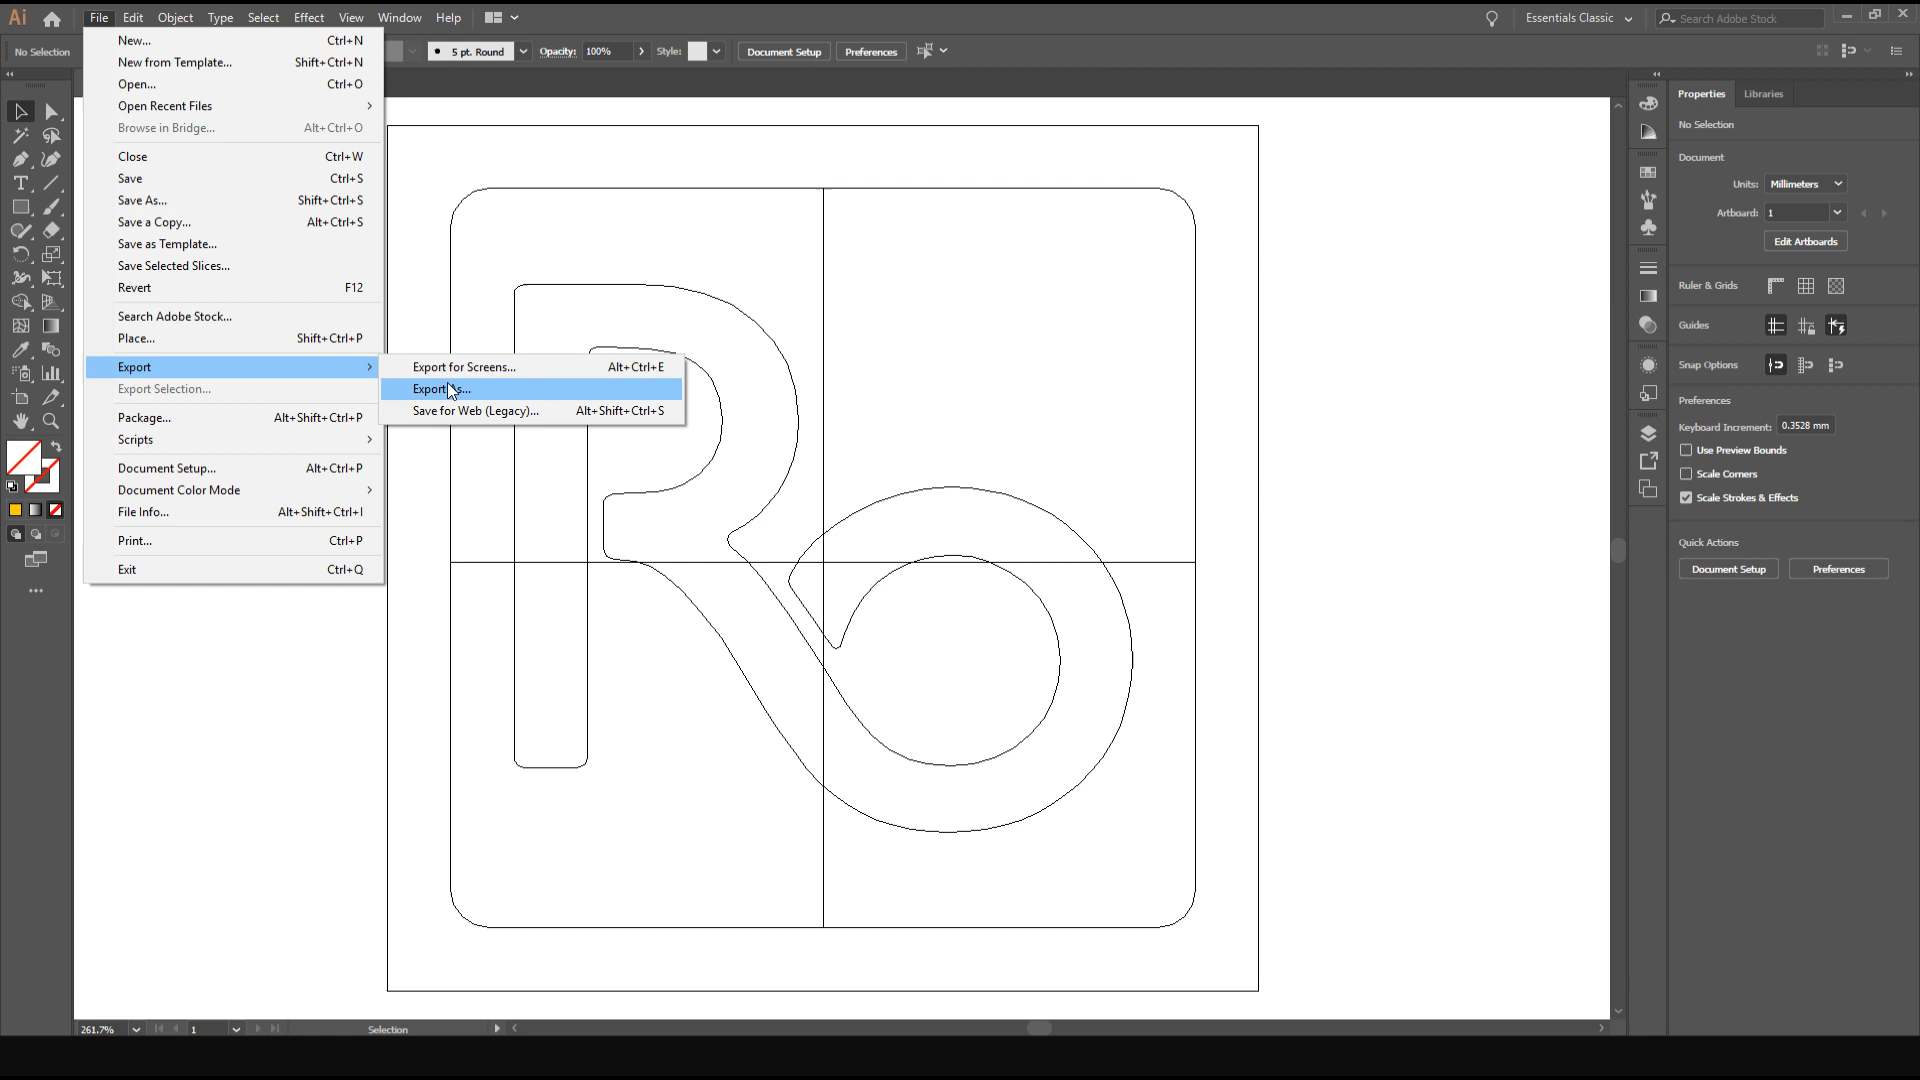 Ai File Edit Object Type Select Effect View Window Help Essentials Classic Search Adobe Stock
No Selection 5 pt. Round Opacity: 100% Style: Document Setup Preferences
New... Ctrl+N
New from Template... Shift+Ctrl+N
Open... Ctrl+O
Open Recent Files
Browse in Bridge... Alt+Ctrl+O
Close Ctrl+W
Save Ctrl+S
Save As... Shift+Ctrl+S
Save a Copy... Alt+Ctrl+S
Save as Template...
Save Selected Slices...
Revert F12
Search Adobe Stock...
Place... Shift+Ctrl+P
Export
Export Selection...
Package... Alt+Shift+Ctrl+P
Scripts
Document Setup... Alt+Ctrl+P
Document Color Mode
File Info... Alt+Shift+Ctrl+I
Print... Ctrl+P
Exit Ctrl+Q
Export for Screens... Alt+Ctrl+E
Export As...
Save for Web (Legacy)... Alt+Shift+Ctrl+S
Properties Libraries
No Selection
Document
Units: Millimeters
Artboard: 1
Edit Artboards
Ruler & Grids
Guides
Snap Options
Preferences
Keyboard Increment: 0.3528 mm
Use Preview Bounds
Scale Corners
Scale Strokes & Effects
Quick Actions
Document Setup Preferences
261.7% 1 Selection